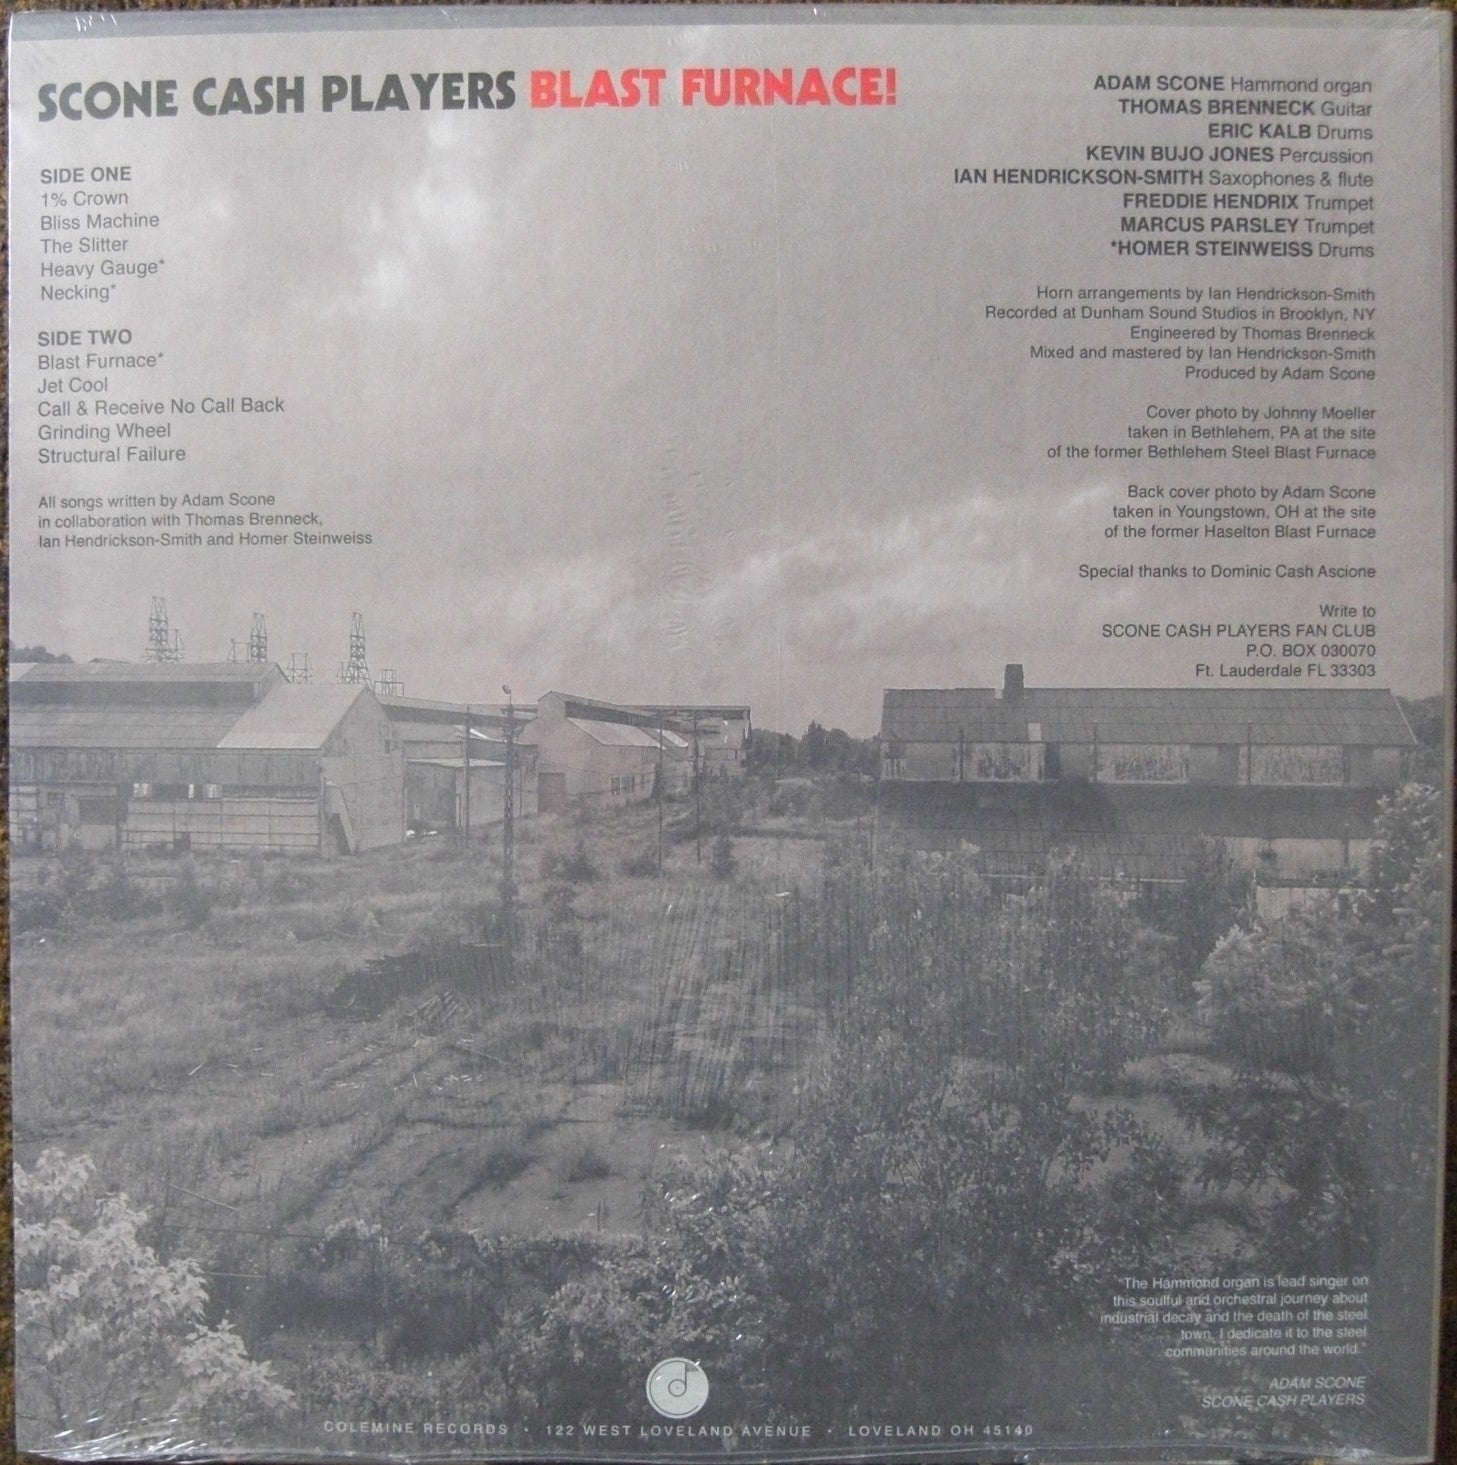 SCONE CASH PLAYERS BLAST FURNACE!
SIDE ONE
1% Crown
Bliss Machine
The Slitter
Heavy Gauge*
Necking*
SIDE TWO
Blast Furnace*
Jet Cool
Call & Receive No Call Back
Grinding Wheel
Structural Failure
All songs written by Adam Scone
in collaboration with Thomas Brenneck,
Ian Hendrickson-Smith and Homer Steinweiss
ADAM SCONE Hammond organ
THOMAS BRENNECK Guitar
ERIC KALB Drums
KEVIN BUJO JONES Percussion
IAN HENDRICKSON-SMITH Saxophones & flute
FREDDIE HENDRIX Trumpet
MARCUS PARSLEY Trumpet
*HOMER STEINWEISS Drums
Horn arrangements by Ian Hendrickson-Smith
Recorded at Dunham Sound Studios in Brooklyn, NY
Engineered by Thomas Brenneck
Mixed and mastered by Ian Hendrickson-Smith
Produced by Adam Scone
Cover photo by Johnny Moeller
taken in Bethlehem, PA at the site
of the former Bethlehem Steel Blast Furnace
Back cover photo by Adam Scone
taken in Youngstown, OH at the site
of the former Haselton Blast Furnace
Special thanks to Dominic Cash Ascione
Write to
SCONE CASH PLAYERS FAN CLUB
P.O. BOX 030070
Ft. Lauderdale FL 33303
"The Hammond organ is lead singer on
this soulful and orchestral journey about
industrial decay and the death of the steel
town. I dedicate it to the steel
communities around the world."
ADAM SCONE
SCONE CASH PLAYERS
COLEMINE RECORDS • 122 WEST LOVELAND AVENUE • LOVELAND OH 45140